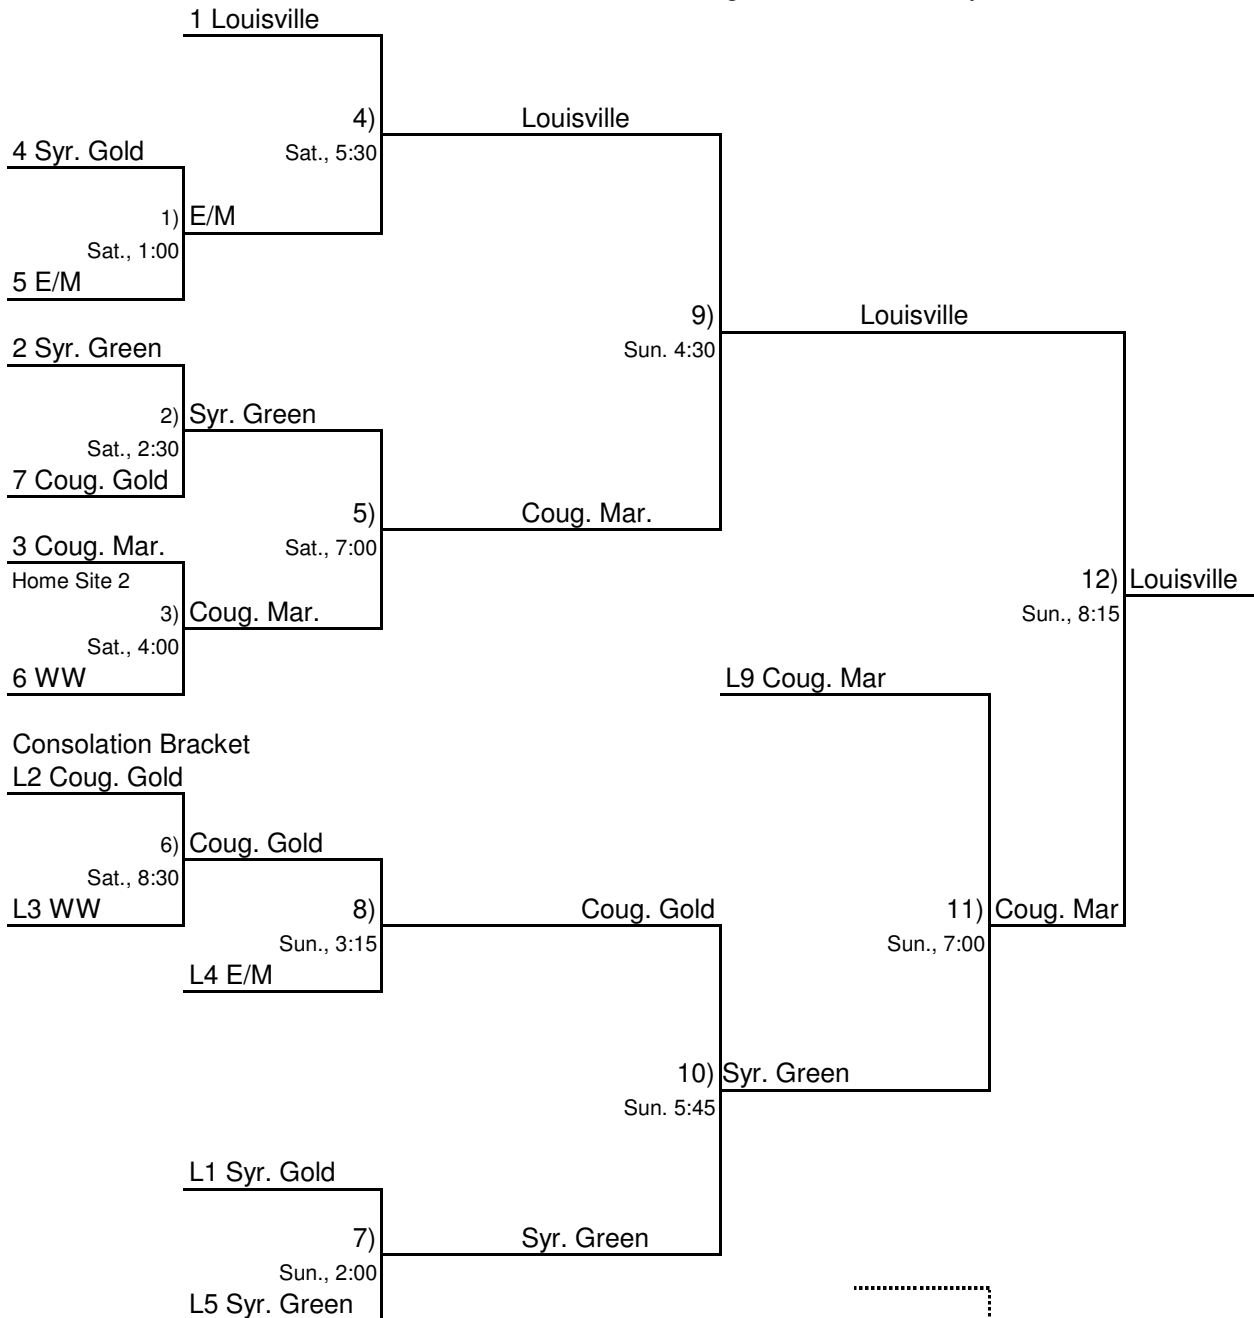 1 Louisville
4)
Louisville
4 Syr. Gold
Sat., 5:30
1) E/M
Sat., 1:00
5 E/M
9)
Louisville
2 Syr. Green
Sun. 4:30
2) Syr. Green
Sat., 2:30
7 Coug. Gold
5)
Coug. Mar.
3 Coug. Mar.
Sat., 7:00
Home Site 2
12) Louisville
3) Coug. Mar.
Sun., 8:15
Sat., 4:00
6 WW
L9 Coug. Mar
Consolation Bracket
L2 Coug. Gold
6) Coug. Gold
Sat., 8:30
L3 WW
8)
Coug. Gold
11) Coug. Mar
Sun., 3:15
Sun., 7:00
L4 E/M
10) Syr. Green
Sun. 5:45
L1 Syr. Gold
7)
Syr. Green
Sun., 2:00
L5 Syr. Green